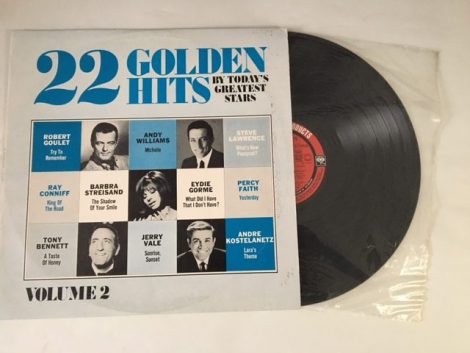 22 GOLDEN
HITS BY TODAY'S
GREATEST
STARS
ROBERT
GOULET
Try To
Remember
ANDY
WILLIAMS
Michelle
STEVE
LAWRENCE
What's New
Pussycat?
RAY
CONNIFF
King Of
The Road
BARBRA
STREISAND
The Shadow
Of Your Smile
EYDIE
GORME
What Did I Have
That I Don't Have?
PERCY
FAITH
Yesterday
TONY
BENNETT
A Taste
Of Honey
JERRY
VALE
Sunrise,
Sunset
ANDRE
KOSTELANETZ
Lara's
Theme
VOLUME 2